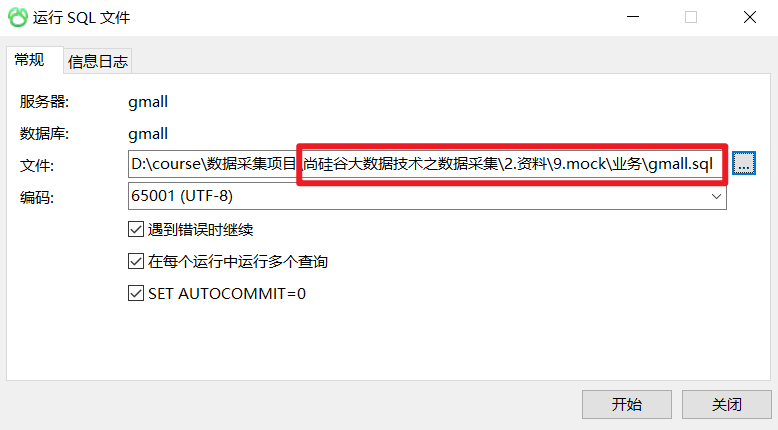 运行 SQL 文件
常规 信息日志
服务器: gmall
数据库: gmall
文件: D:\course\数据采集项目\尚硅谷大数据技术之数据采集\2.资料\9.mock\业务\gmall.sql ...
编码: 65001 (UTF-8)
遇到错误时继续
在每个运行中运行多个查询
SET AUTOCOMMIT=0
开始 关闭